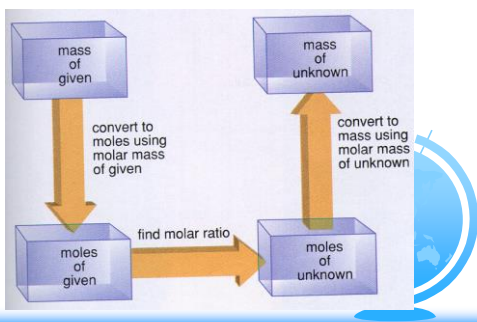 mass
of
given
mass
of
unknown
convert to
moles using
molar mass
of given
convert to
mass using
molar mass
of unknown
find molar ratio
moles
of
given
moles
of
unknown